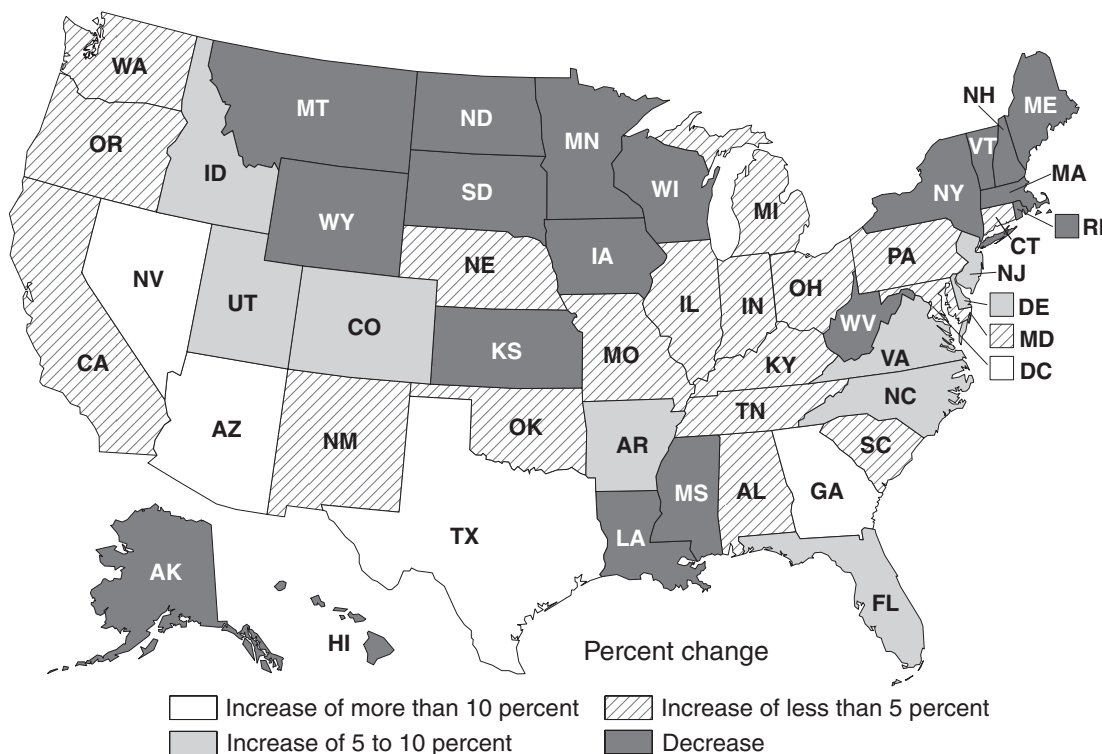 WA
MT
ND
MN
NH
ME
VT
OR
ID
SD
WI
NY
MA
WY
MI
RI
CT
NV
NE
IA
PA
NJ
UT
IL
IN
OH
DE
CO
WV
MD
CA
KS
MO
KY
VA
DC
NC
AZ
NM
OK
TN
AR
SC
MS
AL
GA
TX
LA
AK
FL
HI
Percent change
Increase of more than 10 percent
Increase of less than 5 percent
Increase of 5 to 10 percent
Decrease